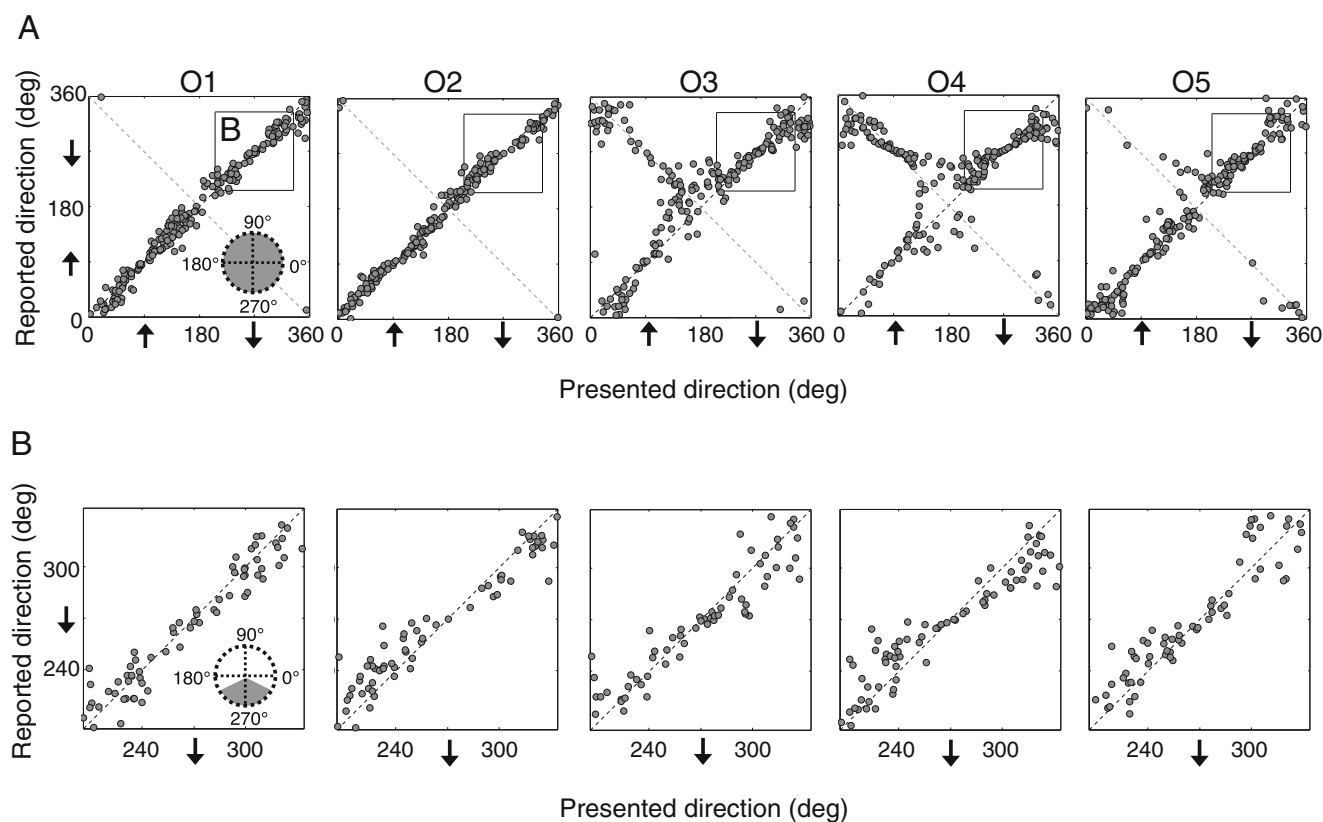 A
O1 O2 O3 O4 O5
Reported direction (deg)
360
180
0
B
90°
180° 0°
270°
0 180 360 0 180 360 0 180 360 0 180 360 0 180 360
Presented direction (deg)
B
Reported direction (deg)
300
240
90°
180° 0°
270°
240 300 240 300 240 300 240 300 240 300
Presented direction (deg)